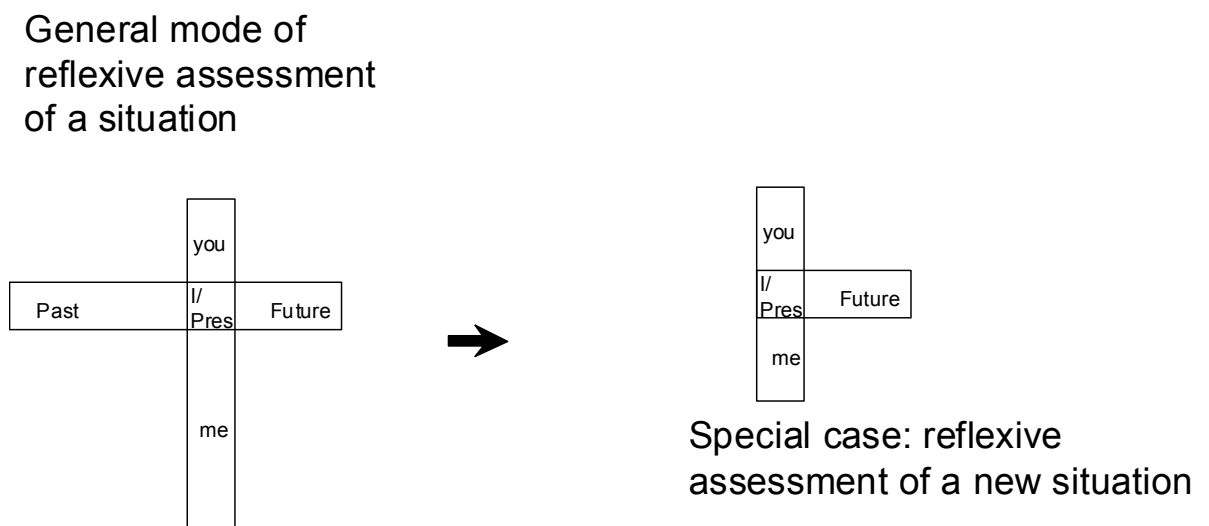 General mode of
reflexive assessment
of a situation
you
Past
I/
Pres
Future
me
you
I/
Pres
Future
me
Special case: reflexive
assessment of a new situation